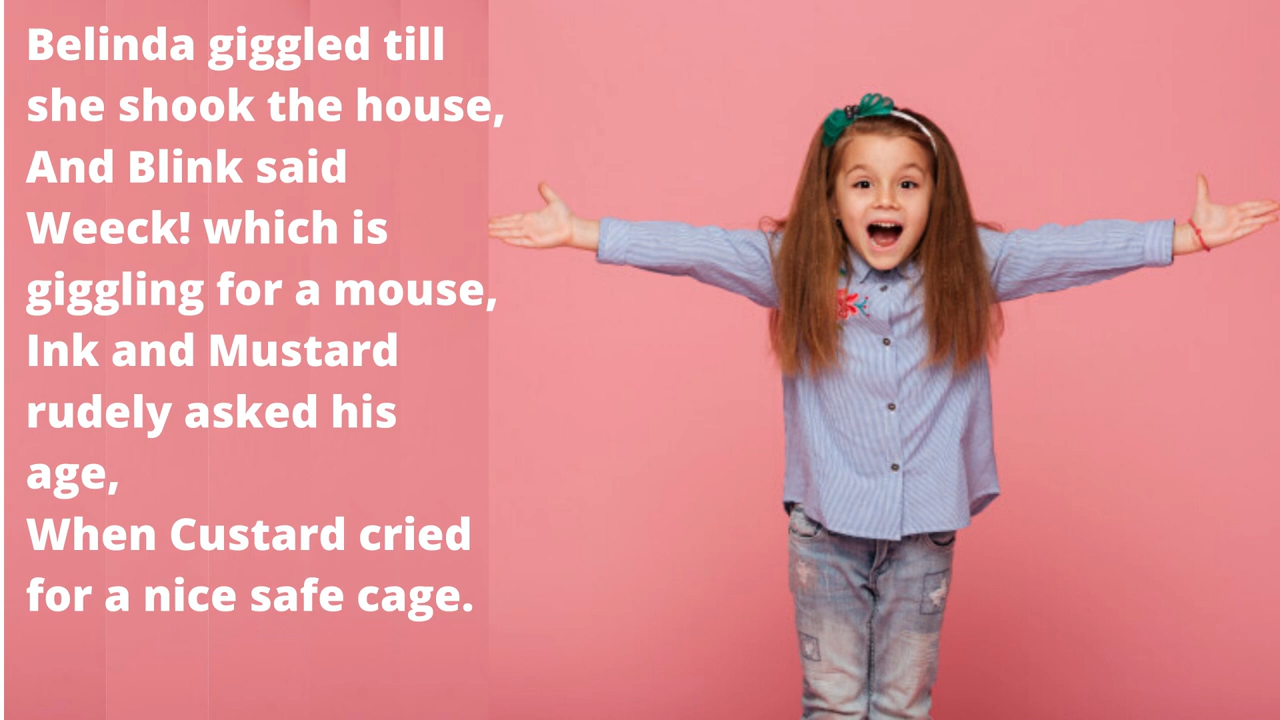 Belinda giggled till
she shook the house,
And Blink said
Weeck! which is
giggling for a mouse,
Ink and Mustard
rudely asked his
age,
When Custard cried
for a nice safe cage.